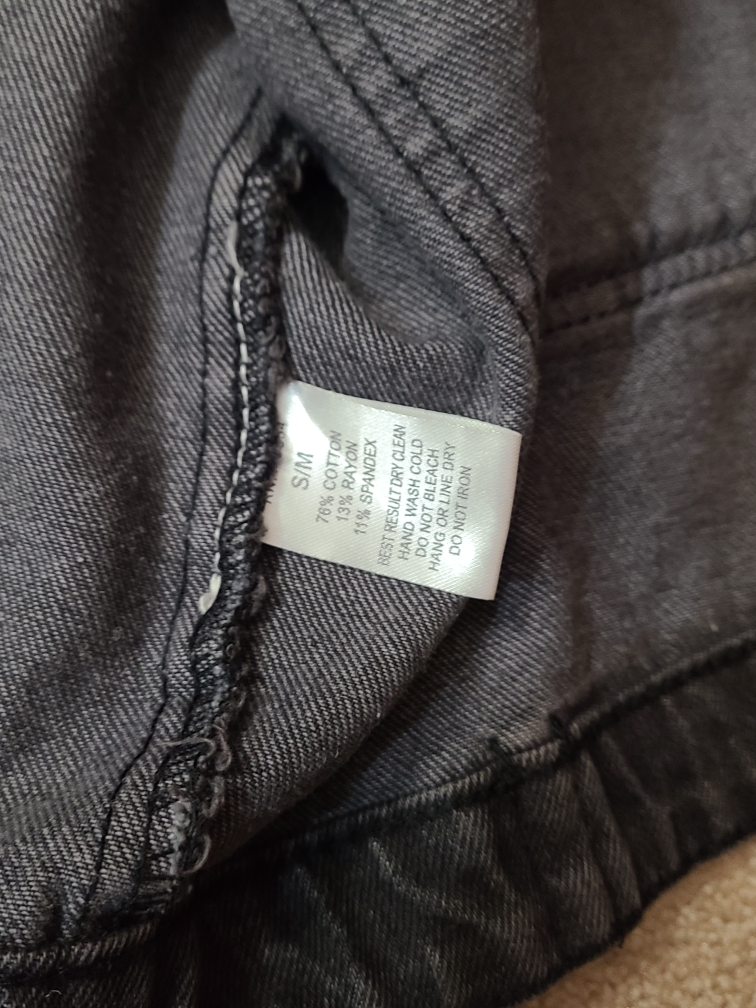 S/M
76% COTTON
13% RAYON
11% SPANDEX
BEST RESULT DRY CLEAN
HAND WASH COLD
DO NOT BLEACH
HANG OR LINE DRY
DO NOT IRON